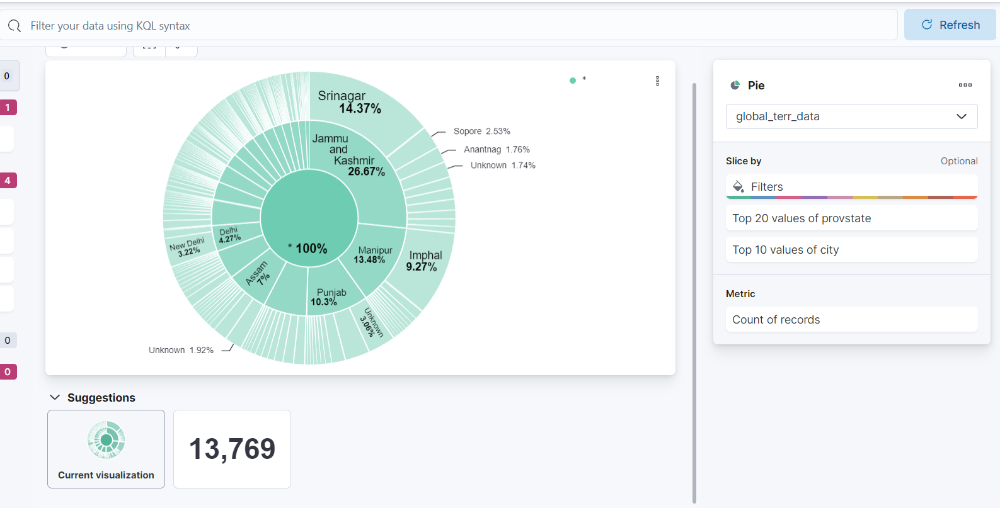 Filter your data using KQL syntax
Refresh
0
1
4
0
0
*
Srinagar
14.37%
Sopore 2.53%
Anantnag 1.76%
Unknown 1.74%
Jammu
and
Kashmir
26.67%
Delhi
4.27%
New Delhi
3.22%
* 100%
Manipur
13.48%
Imphal
9.27%
Assam
7%
Punjab
10.3%
Unknown
3.06%
Unknown 1.92%
Pie
global_terr_data
Slice by
Optional
Filters
Top 20 values of provstate
Top 10 values of city
Metric
Count of records
Suggestions
Current visualization
13,769